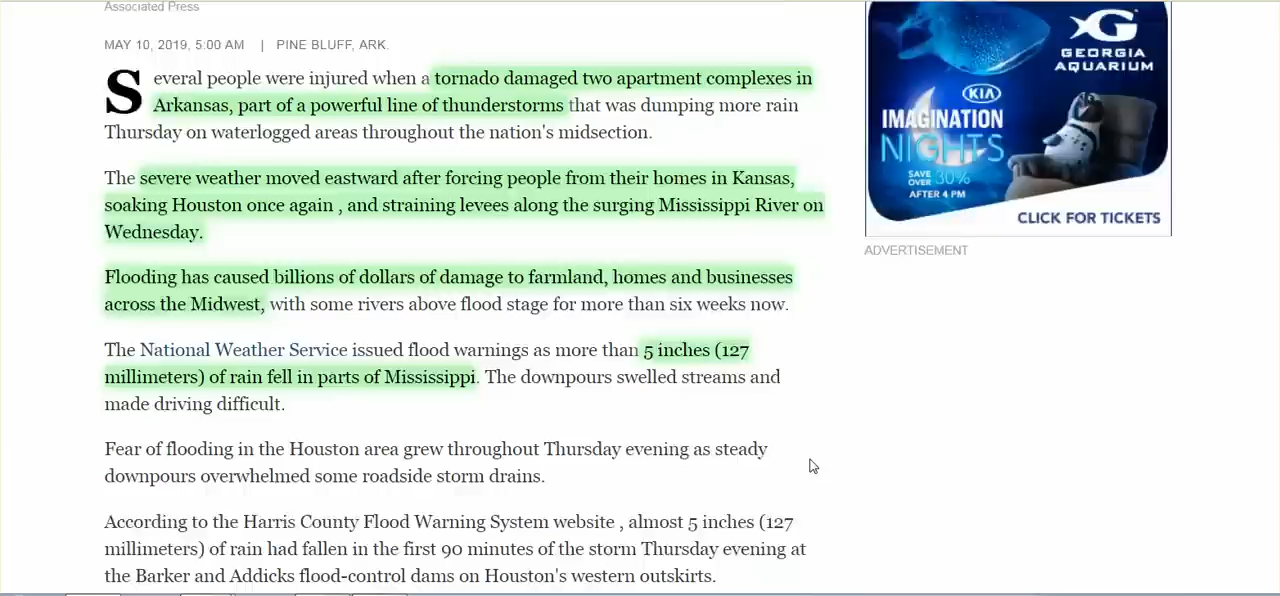 Associated Press
MAY 10, 2019, 5:00 AM | PINE BLUFF, ARK.
Several people were injured when a tornado damaged two apartment complexes in
Arkansas, part of a powerful line of thunderstorms that was dumping more rain
Thursday on waterlogged areas throughout the nation's midsection.
The severe weather moved eastward after forcing people from their homes in Kansas,
soaking Houston once again , and straining levees along the surging Mississippi River on
Wednesday.
Flooding has caused billions of dollars of damage to farmland, homes and businesses
across the Midwest, with some rivers above flood stage for more than six weeks now.
The National Weather Service issued flood warnings as more than 5 inches (127
millimeters) of rain fell in parts of Mississippi. The downpours swelled streams and
made driving difficult.
Fear of flooding in the Houston area grew throughout Thursday evening as steady
downpours overwhelmed some roadside storm drains.
According to the Harris County Flood Warning System website , almost 5 inches (127
millimeters) of rain had fallen in the first 90 minutes of the storm Thursday evening at
the Barker and Addicks flood-control dams on Houston's western outskirts.
GEORGIA
AQUARIUM
KIA
IMAGINATION
NIGHTS
SAVE
OVER 30%
AFTER 4 PM
CLICK FOR TICKETS
ADVERTISEMENT